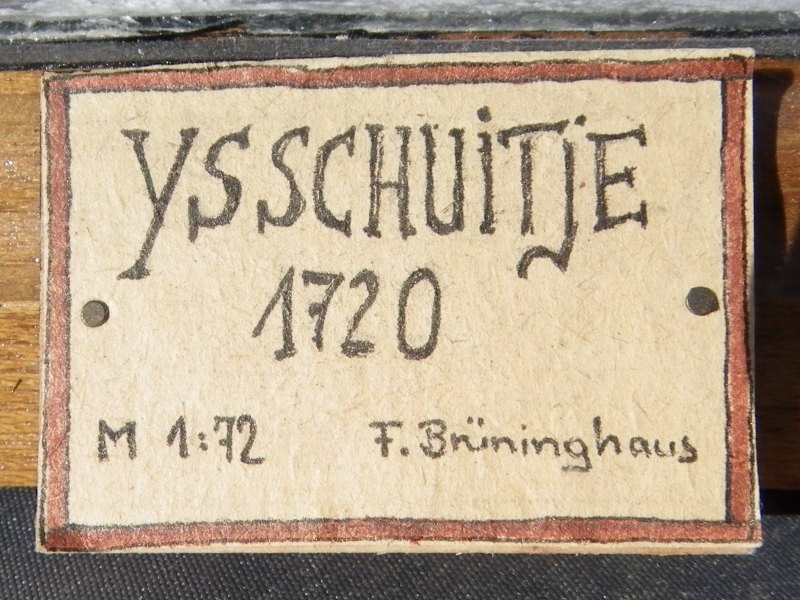 YSSCHUiTjE
1720
M 1:72 F. Brüninghaus